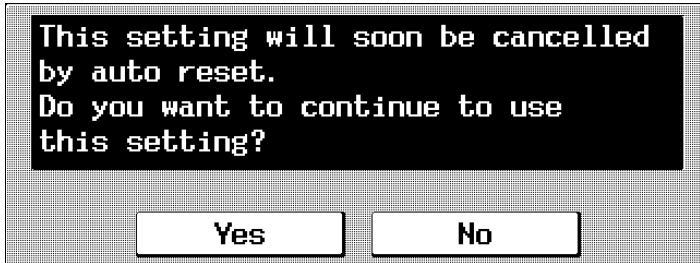 This setting will soon be cancelled
by auto reset.
Do you want to continue to use
this setting?
Yes
No